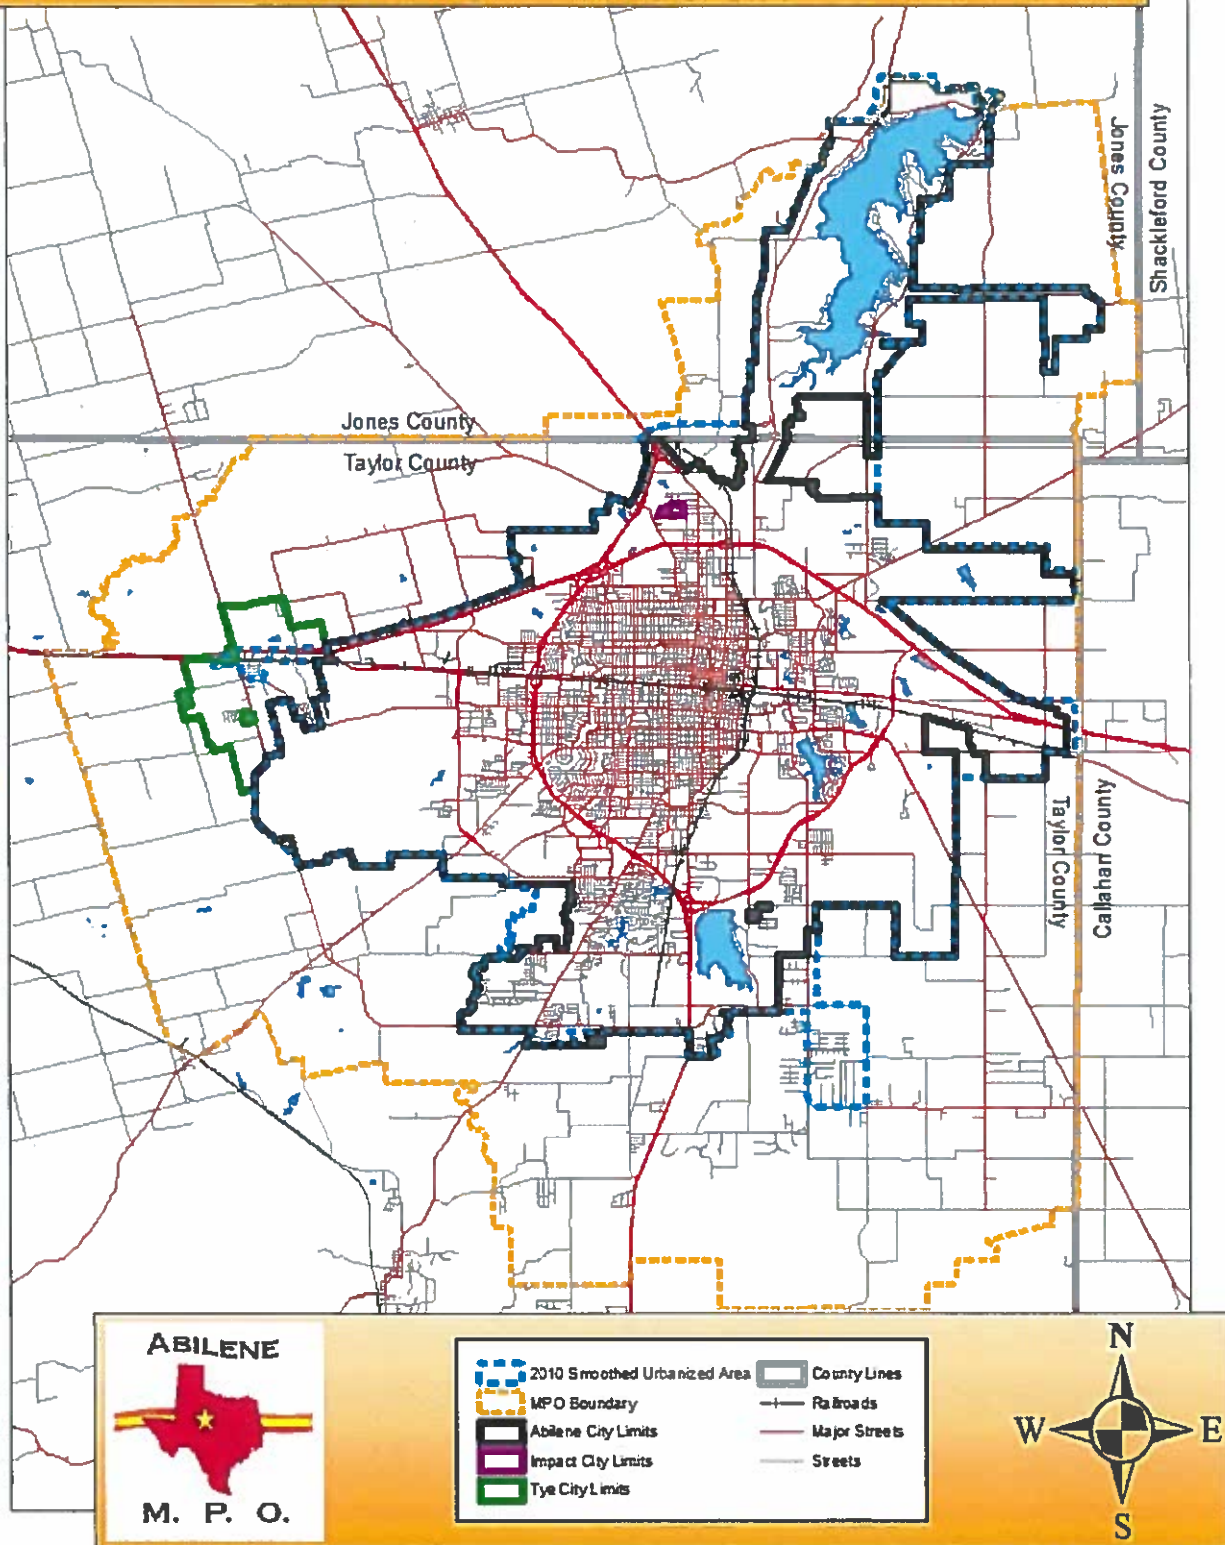 Jones County
Shackleford County
Jones County
Taylor County
Taylor County
Callahan County
ABILENE
M. P. O.
2010 Smoothed Urbanized Area
MPO Boundary
Abilene City Limits
Impact City Limits
Tye City Limits
County Lines
Railroads
Major Streets
Streets
N
W
E
S